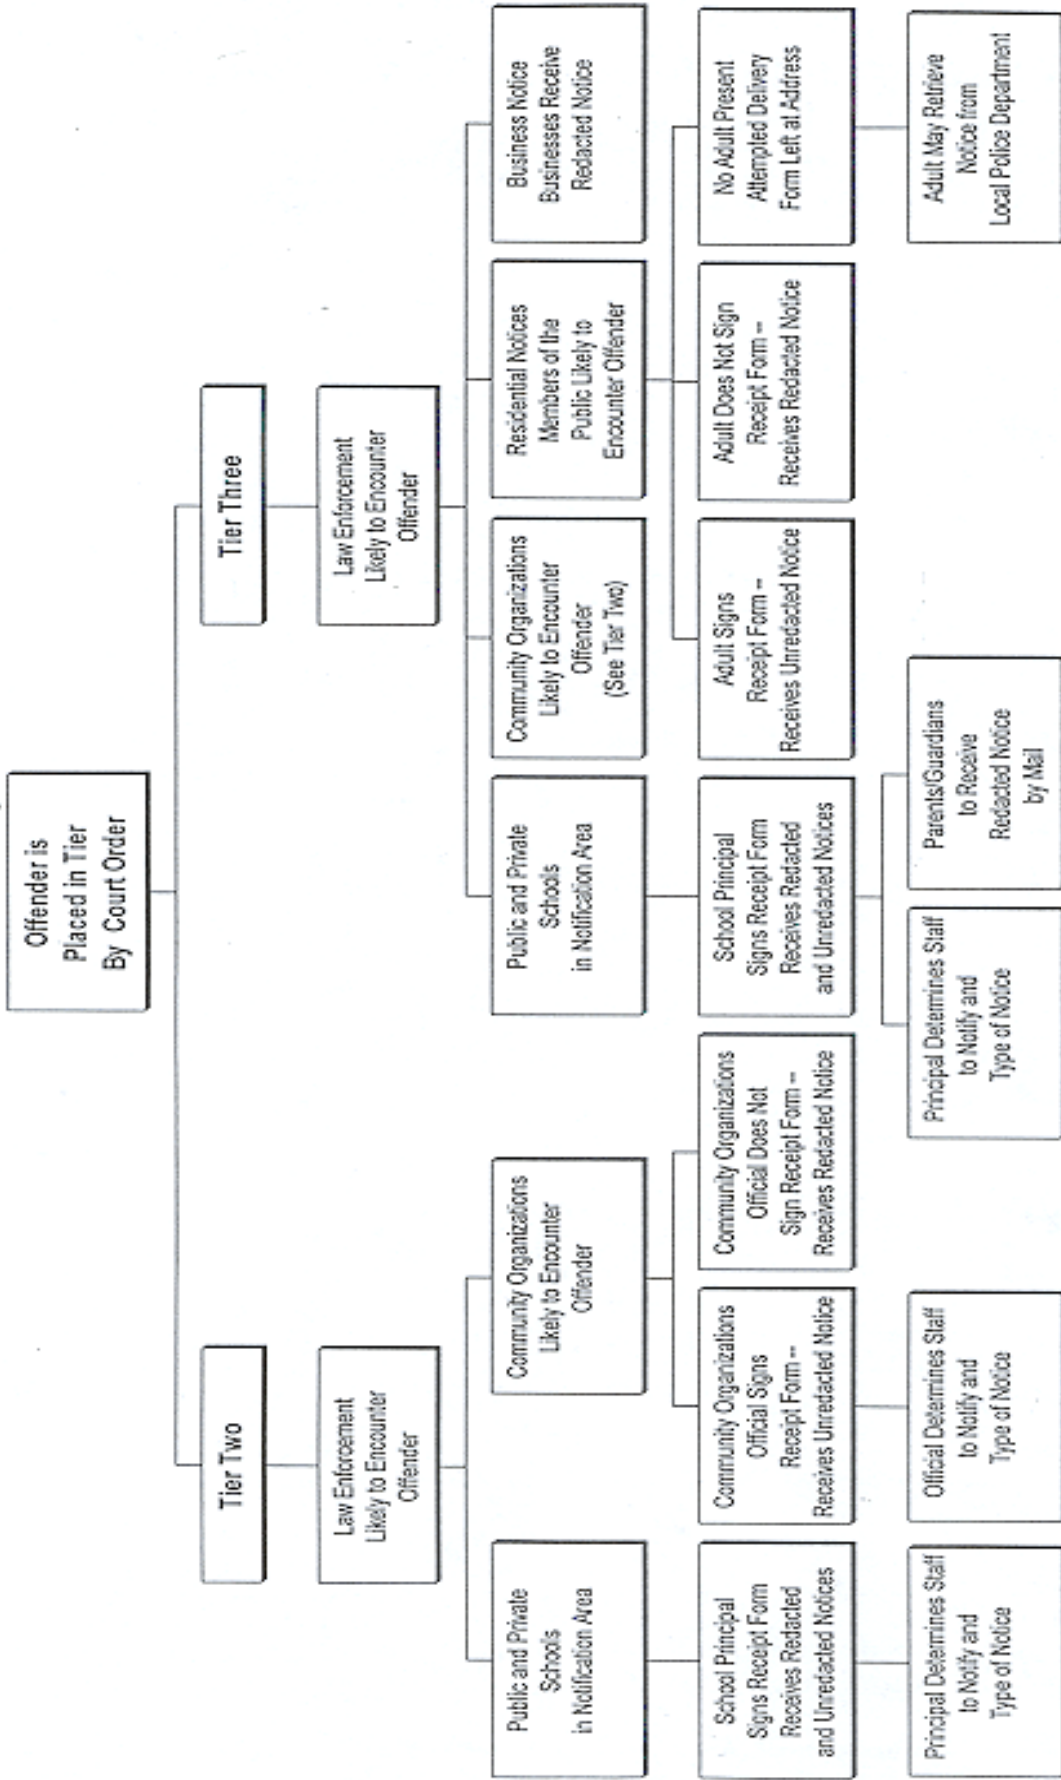 Offender is
Placed in Tier
By Court Order
Tier Two
Tier Three
Law Enforcement
Likely to Encounter
Offender
Law Enforcement
Likely to Encounter
Offender
Public and Private
Schools
in Notification Area
Community Organizations
Likely to Encounter
Offender
Public and Private
Schools
in Notification Area
Community Organizations
Likely to Encounter
Offender
(See Tier Two)
Residential Notices
Members of the
Public Likely to
Encounter Offender
Business Notice
Businesses Receive
Redacted Notice
School Principal
Signs Receipt Form
Receives Redacted
and Unredacted Notices
Community Organizations
Official Signs
Receipt Form --
Receives Unredacted Notice
Community Organizations
Official Does Not
Sign Receipt Form --
Receives Redacted Notice
School Principal
Signs Receipt Form
Receives Redacted
and Unredacted Notices
Adult Signs
Receipt Form --
Receives Unredacted Notice
Adult Does Not Sign
Receipt Form --
Receives Redacted Notice
No Adult Present
Attempted Delivery
Form Left at Address
Principal Determines Staff
to Notify and
Type of Notice
Official Determines Staff
to Notify and
Type of Notice
Principal Determines Staff
to Notify and
Type of Notice
Parents/Guardians
to Receive
Redacted Notice
by Mail
Adult May Retrieve
Notice from
Local Police Department